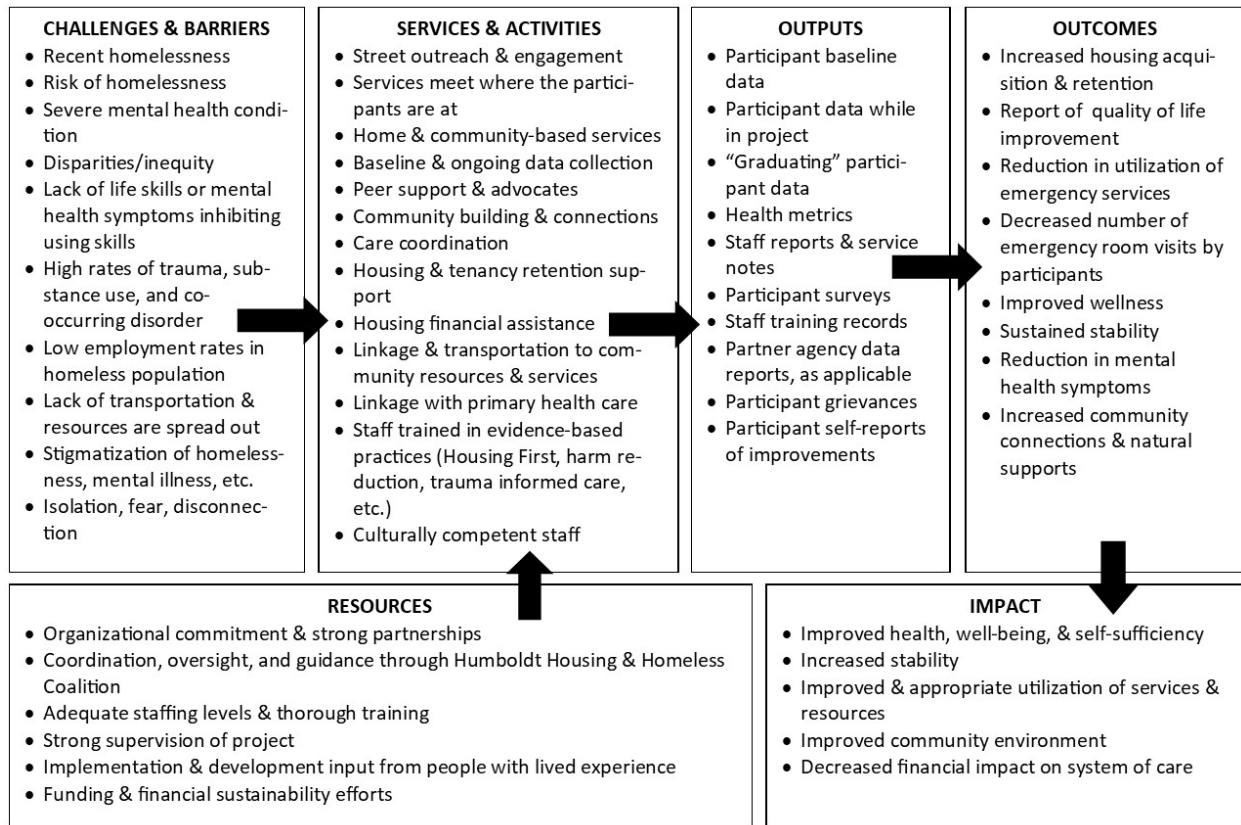 CHALLENGES & BARRIERS
• Recent homelessness
• Risk of homelessness
• Severe mental health condi-
tion
• Disparities/inequity
• Lack of life skills or mental
health symptoms inhibiting
using skills
• High rates of trauma, sub-
stance use, and co-
occurring disorder
• Low employment rates in
homeless population
• Lack of transportation &
resources are spread out
• Stigmatization of homeless-
ness, mental illness, etc.
• Isolation, fear, disconnec-
tion
SERVICES & ACTIVITIES
• Street outreach & engagement
• Services meet where the partici-
pants are at
• Home & community-based services
• Baseline & ongoing data collection
• Peer support & advocates
• Community building & connections
• Care coordination
• Housing & tenancy retention sup-
port
• Housing financial assistance
• Linkage & transportation to com-
munity resources & services
• Linkage with primary health care
• Staff trained in evidence-based
practices (Housing First, harm re-
duction, trauma informed care,
etc.)
• Culturally competent staff
OUTPUTS
• Participant baseline
data
• Participant data while
in project
• “Graduating” partici-
pant data
• Health metrics
• Staff reports & service
notes
• Participant surveys
• Staff training records
• Partner agency data
reports, as applicable
• Participant grievances
• Participant self-reports
of improvements
OUTCOMES
• Increased housing acqui-
sition & retention
• Report of quality of life
improvement
• Reduction in utilization of
emergency services
• Decreased number of
emergency room visits by
participants
• Improved wellness
• Sustained stability
• Reduction in mental
health symptoms
• Increased community
connections & natural
supports
RESOURCES
• Organizational commitment & strong partnerships
• Coordination, oversight, and guidance through Humboldt Housing & Homeless
Coalition
• Adequate staffing levels & thorough training
• Strong supervision of project
• Implementation & development input from people with lived experience
• Funding & financial sustainability efforts
IMPACT
• Improved health, well-being, & self-sufficiency
• Increased stability
• Improved & appropriate utilization of services &
resources
• Improved community environment
• Decreased financial impact on system of care